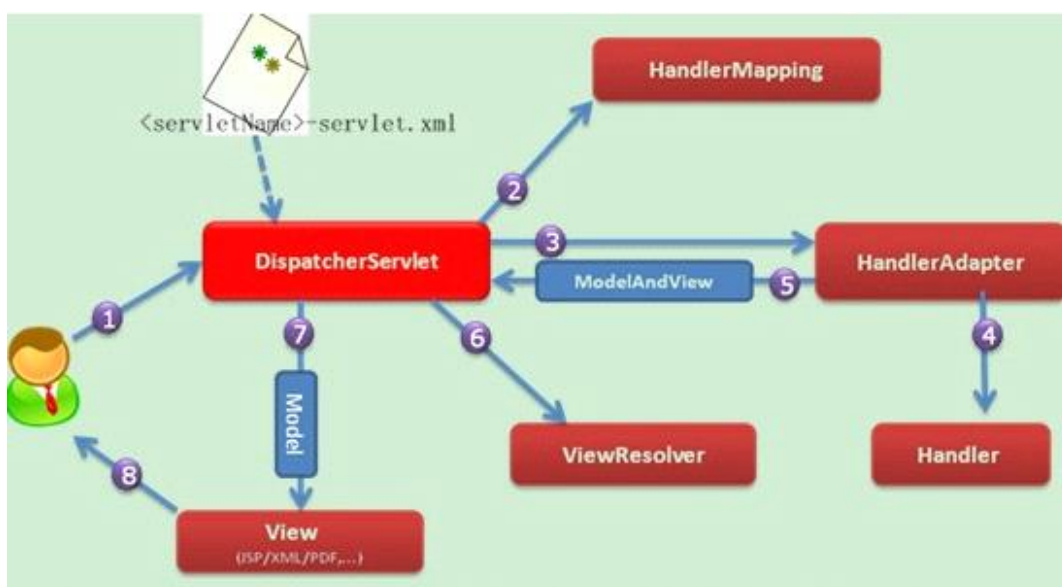 <servletName>-servlet.xml
HandlerMapping
2
DispatcherServlet
3
HandlerAdapter
ModelAndView
5
1
7
6
4
Model
ViewResolver
Handler
8
View
(JSP/XML/PDF,...)